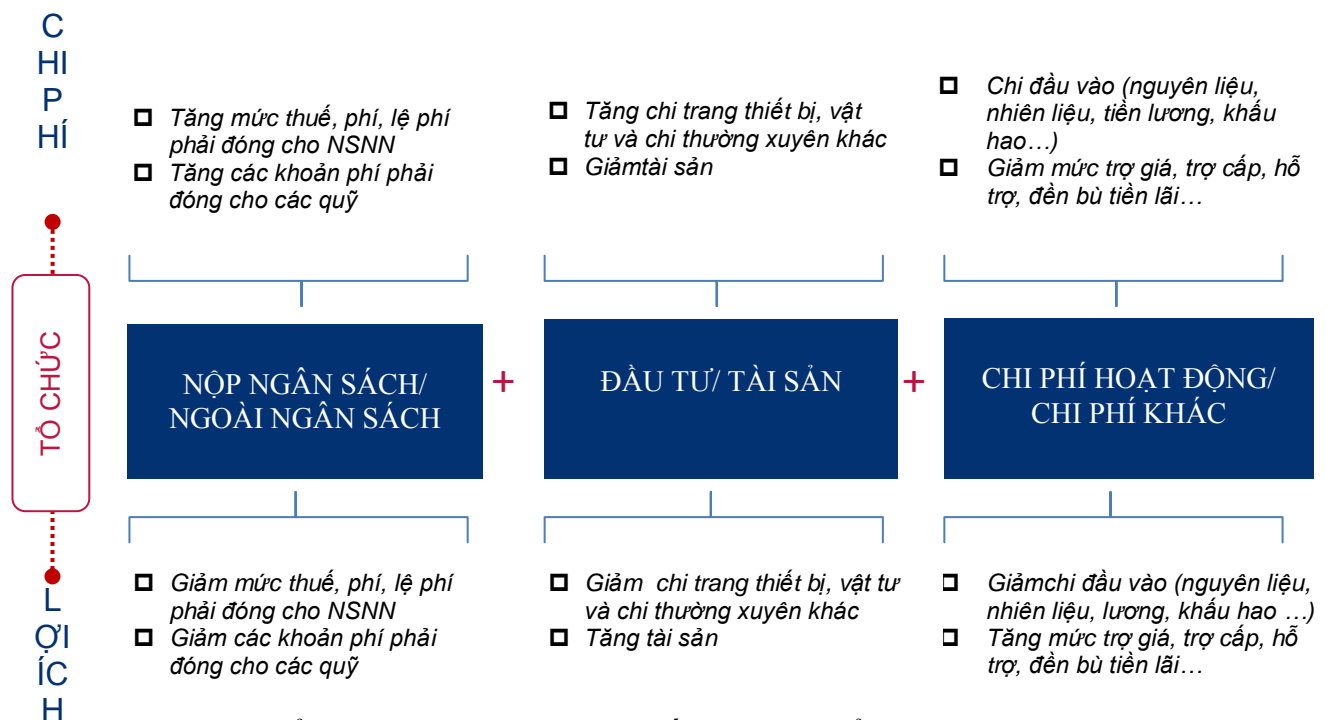 C
HI
P
HÍ
❑ Tăng mức thuế, phí, lệ phí
phải đóng cho NSNN
❑ Tăng các khoản phí phải
đóng cho các quỹ
❑ Tăng chi trang thiết bị, vật
tư và chi thường xuyên khác
❑ Giảmtài sản
❑ Chi đầu vào (nguyên liệu,
nhiên liệu, tiền lương, khấu
hao…)
❑ Giảm mức trợ giá, trợ cấp, hỗ
trợ, đền bù tiền lãi…
TỔ CHỨC
NỘP NGÂN SÁCH/
NGOÀI NGÂN SÁCH
+
ĐẦU TƯ/ TÀI SẢN
+
CHI PHÍ HOẠT ĐỘNG/
CHI PHÍ KHÁC
L
ỢI
ÍC
H
❑ Giảm mức thuế, phí, lệ phí
phải đóng cho NSNN
❑ Giảm các khoản phí phải
đóng cho các quỹ
❑ Giảm chi trang thiết bị, vật tư
và chi thường xuyên khác
❑ Tăng tài sản
❑ Giảmchi đầu vào (nguyên liệu,
nhiên liệu, lương, khấu hao …)
❑ Tăng mức trợ giá, trợ cấp, hỗ
trợ, đền bù tiền lãi…